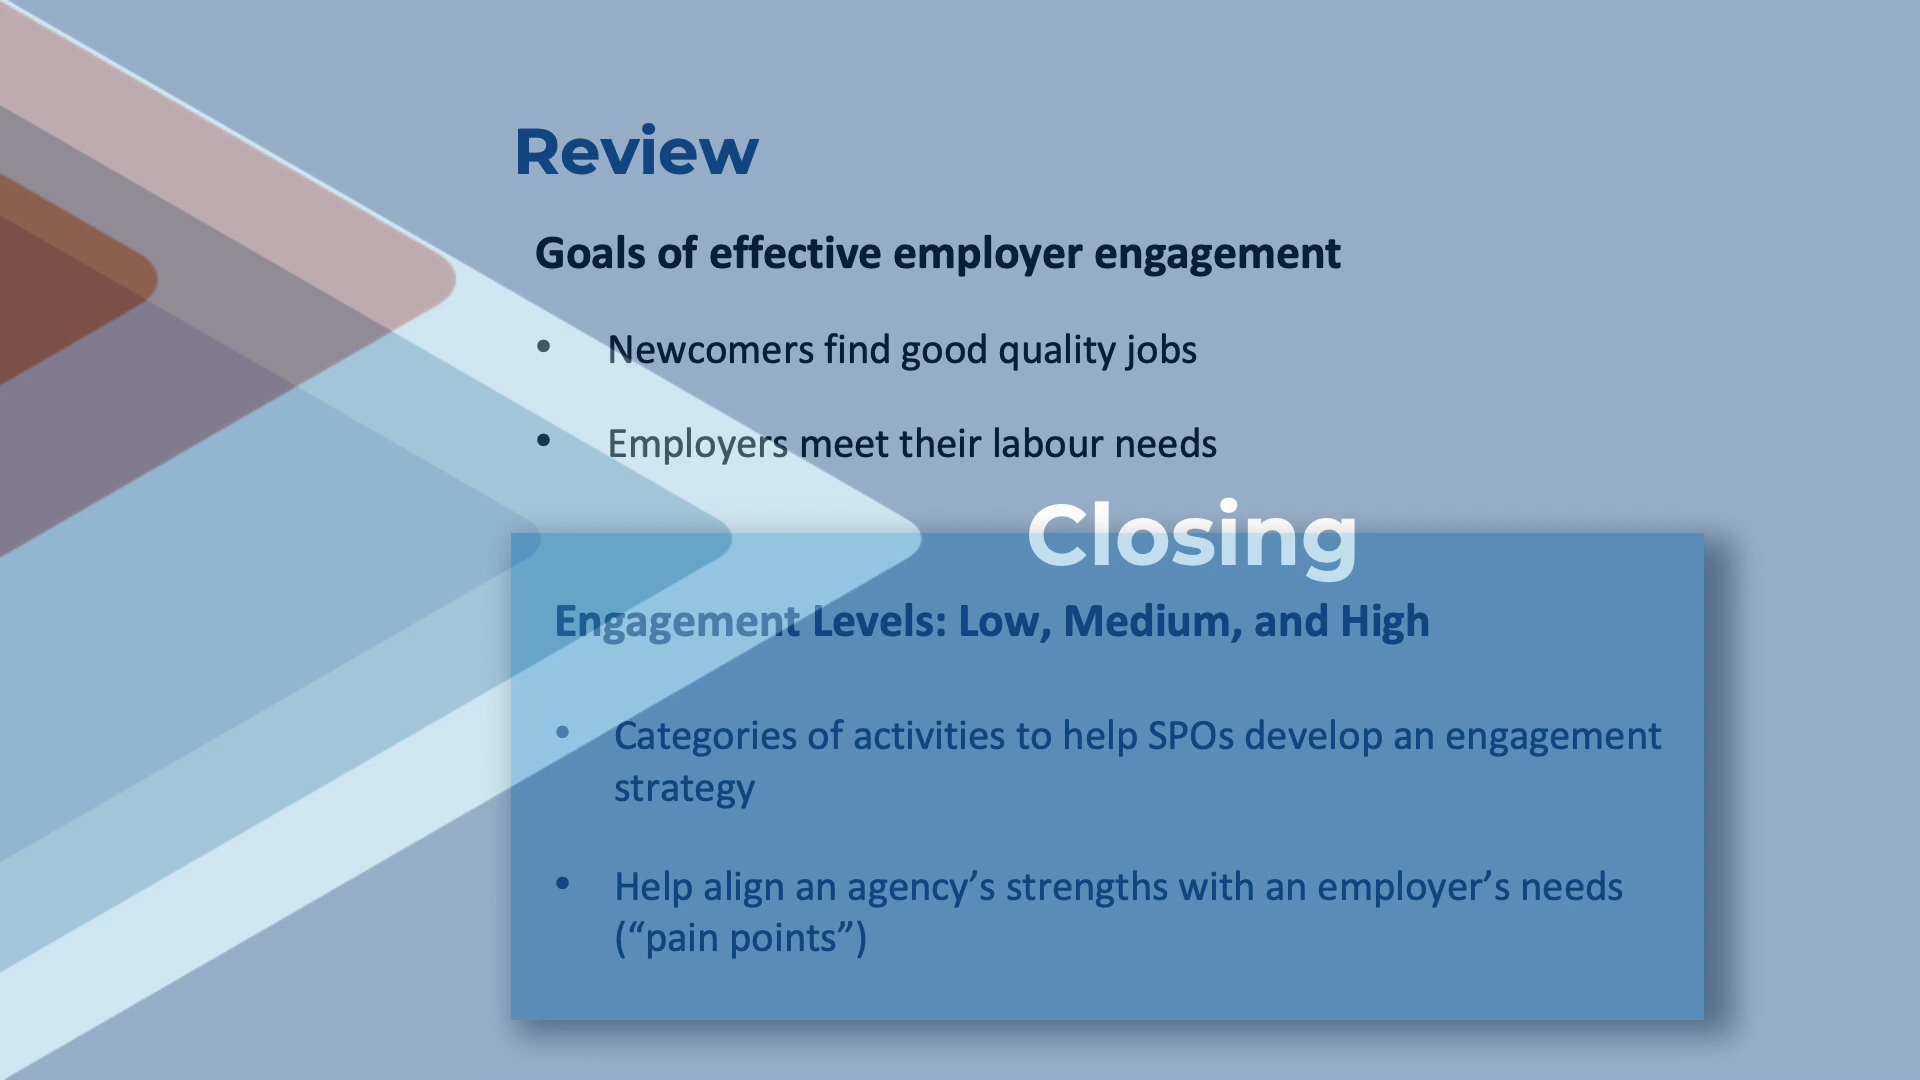 Review
Goals of effective employer engagement
• Newcomers find good quality jobs
• Employers meet their labour needs
Closing
Engagement Levels: Low, Medium, and High
• Categories of activities to help SPOs develop an engagement
strategy
• Help align an agency’s strengths with an employer’s needs
(“pain points”)